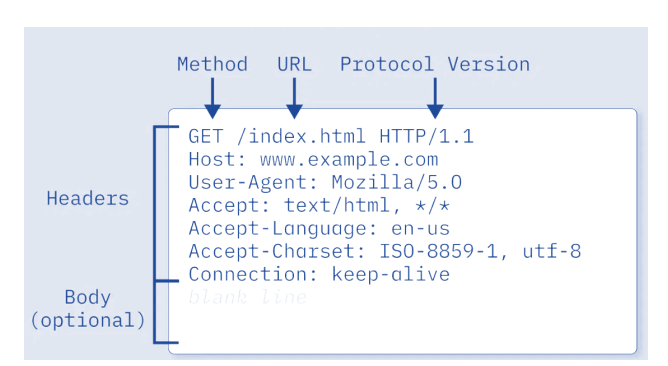 Method URL Protocol Version
GET /index.html HTTP/1.1
Host: www.example.com
User-Agent: Mozilla/5.0
Headers
Accept: text/html, */*
Accept-Language: en-us
Accept-Charset: ISO-8859-1, utf-8
Connection: keep-alive
Body
(optional)
blank line